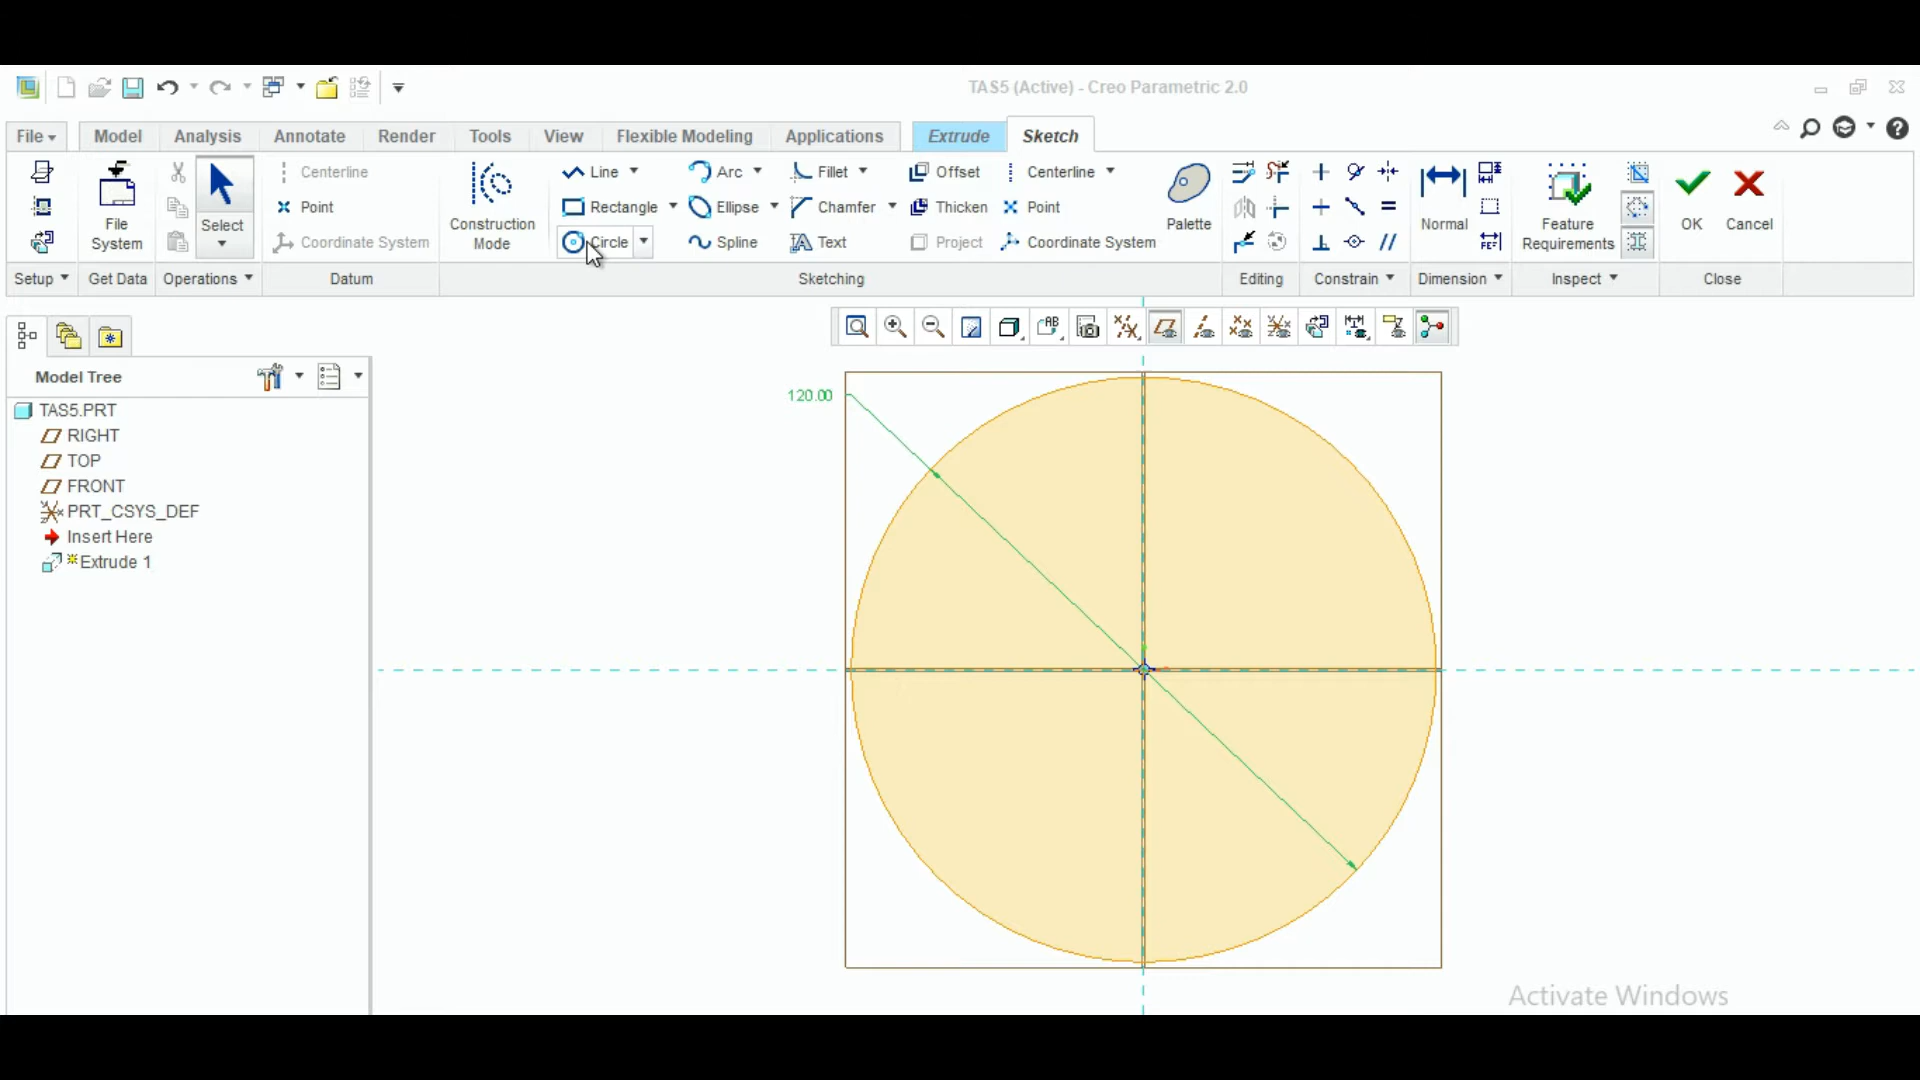 TAS5 (Active) - Creo Parametric 2.0
File Model Analysis Annotate Render Tools View Flexible Modeling Applications Extrude Sketch
Centerline Line Arc Fillet Offset Centerline
Point Rectangle Ellipse Chamfer Thicken Point
Coordinate System Circle Spline Text Project Coordinate System
File System
Select
Construction Mode
Palette
Normal
Feature Requirements
OK
Cancel
Setup Get Data Operations Datum Sketching Editing Constrain Dimension Inspect Close
Model Tree
TAS5.PRT
RIGHT
TOP
FRONT
PRT_CSYS_DEF
Insert Here
Extrude 1
120.00
Activate Windows